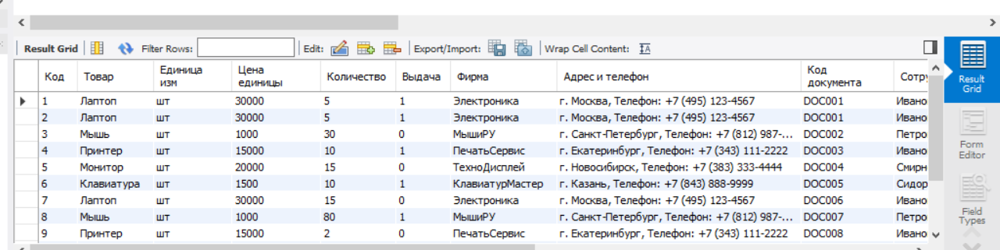 Result Grid Filter Rows: Edit: Export/Import: Wrap Cell Content:
Код Товар Единица изм Цена единицы Количество Выдача Фирма Адрес и телефон Код документа Сотру
1 Лаптоп шт 30000 5 1 Электроника г. Москва, Телефон: +7 (495) 123-4567 DOC001 Ивано
2 Лаптоп шт 30000 5 1 Электроника г. Москва, Телефон: +7 (495) 123-4567 DOC001 Ивано
3 Мышь шт 1000 30 0 МышиРУ г. Санкт-Петербург, Телефон: +7 (812) 987-... DOC002 Петро
4 Принтер шт 15000 10 1 ПечатьСервис г. Екатеринбург, Телефон: +7 (343) 111-2222 DOC003 Ивано
5 Монитор шт 20000 15 0 ТехноДисплей г. Новосибирск, Телефон: +7 (383) 333-4444 DOC004 Смирн
6 Клавиатура шт 1500 10 1 КлавиатурМастер г. Казань, Телефон: +7 (843) 888-9999 DOC005 Сидор
7 Лаптоп шт 30000 15 0 Электроника г. Москва, Телефон: +7 (495) 123-4567 DOC006 Ивано
8 Мышь шт 1000 80 1 МышиРУ г. Санкт-Петербург, Телефон: +7 (812) 987-... DOC007 Петро
9 Принтер шт 15000 2 0 ПечатьСервис г. Екатеринбург, Телефон: +7 (343) 111-2222 DOC008 Ивано
Result
Grid
Form
Editor
Field
Types